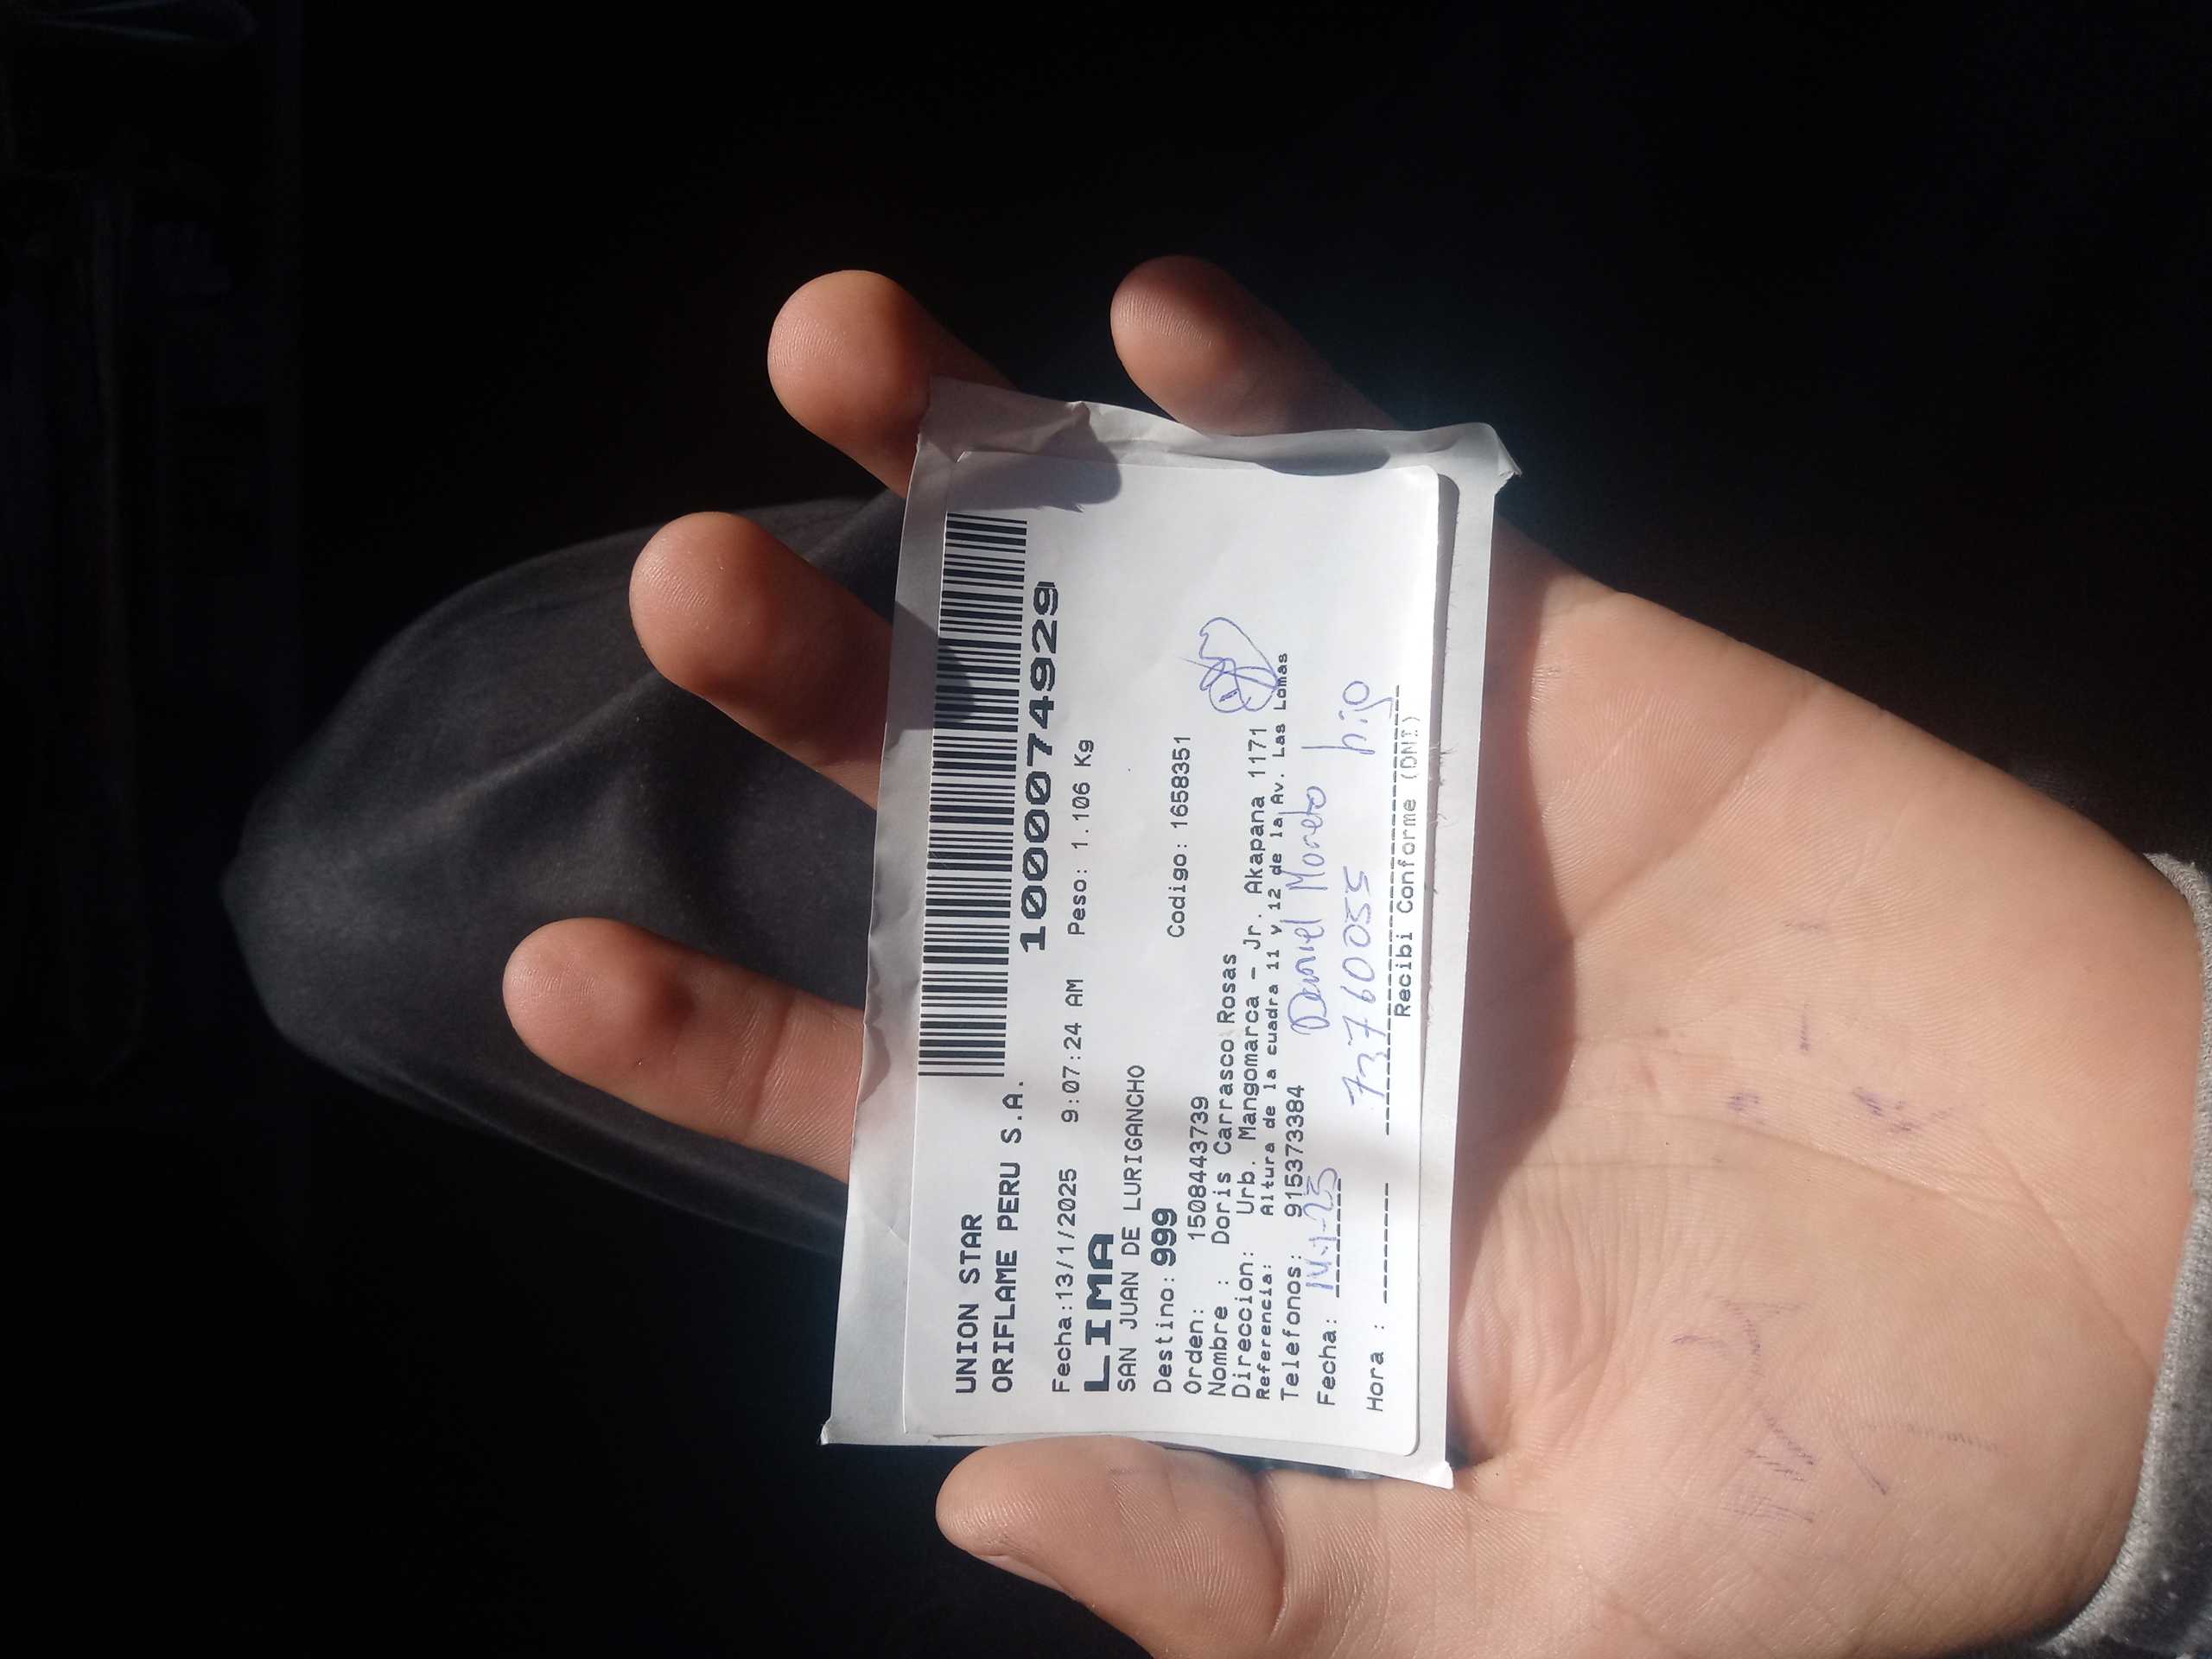 UNION STAR
ORIFLAME PERU S.A.
1000074929
Fecha:13/1/2025 9:07:24 AM Peso: 1.106 Kg
LIMA
SAN JUAN DE LURIGANCHO
Destino: 999 Codigo: 1658351
Orden: 1508443739
Nombre : Doris Carrasco Rosas
Direccion: Urb. Mangomarca - Jr. Akapana 1171
Referencia: Altura de la cuadra 11 y 12 de la Av. Las Lomas
Telefonos: 915373384
Fecha: 14-1-25 Daniel Moreto
73760055 hijo
Hora :
Recibi Conforme (DNI)